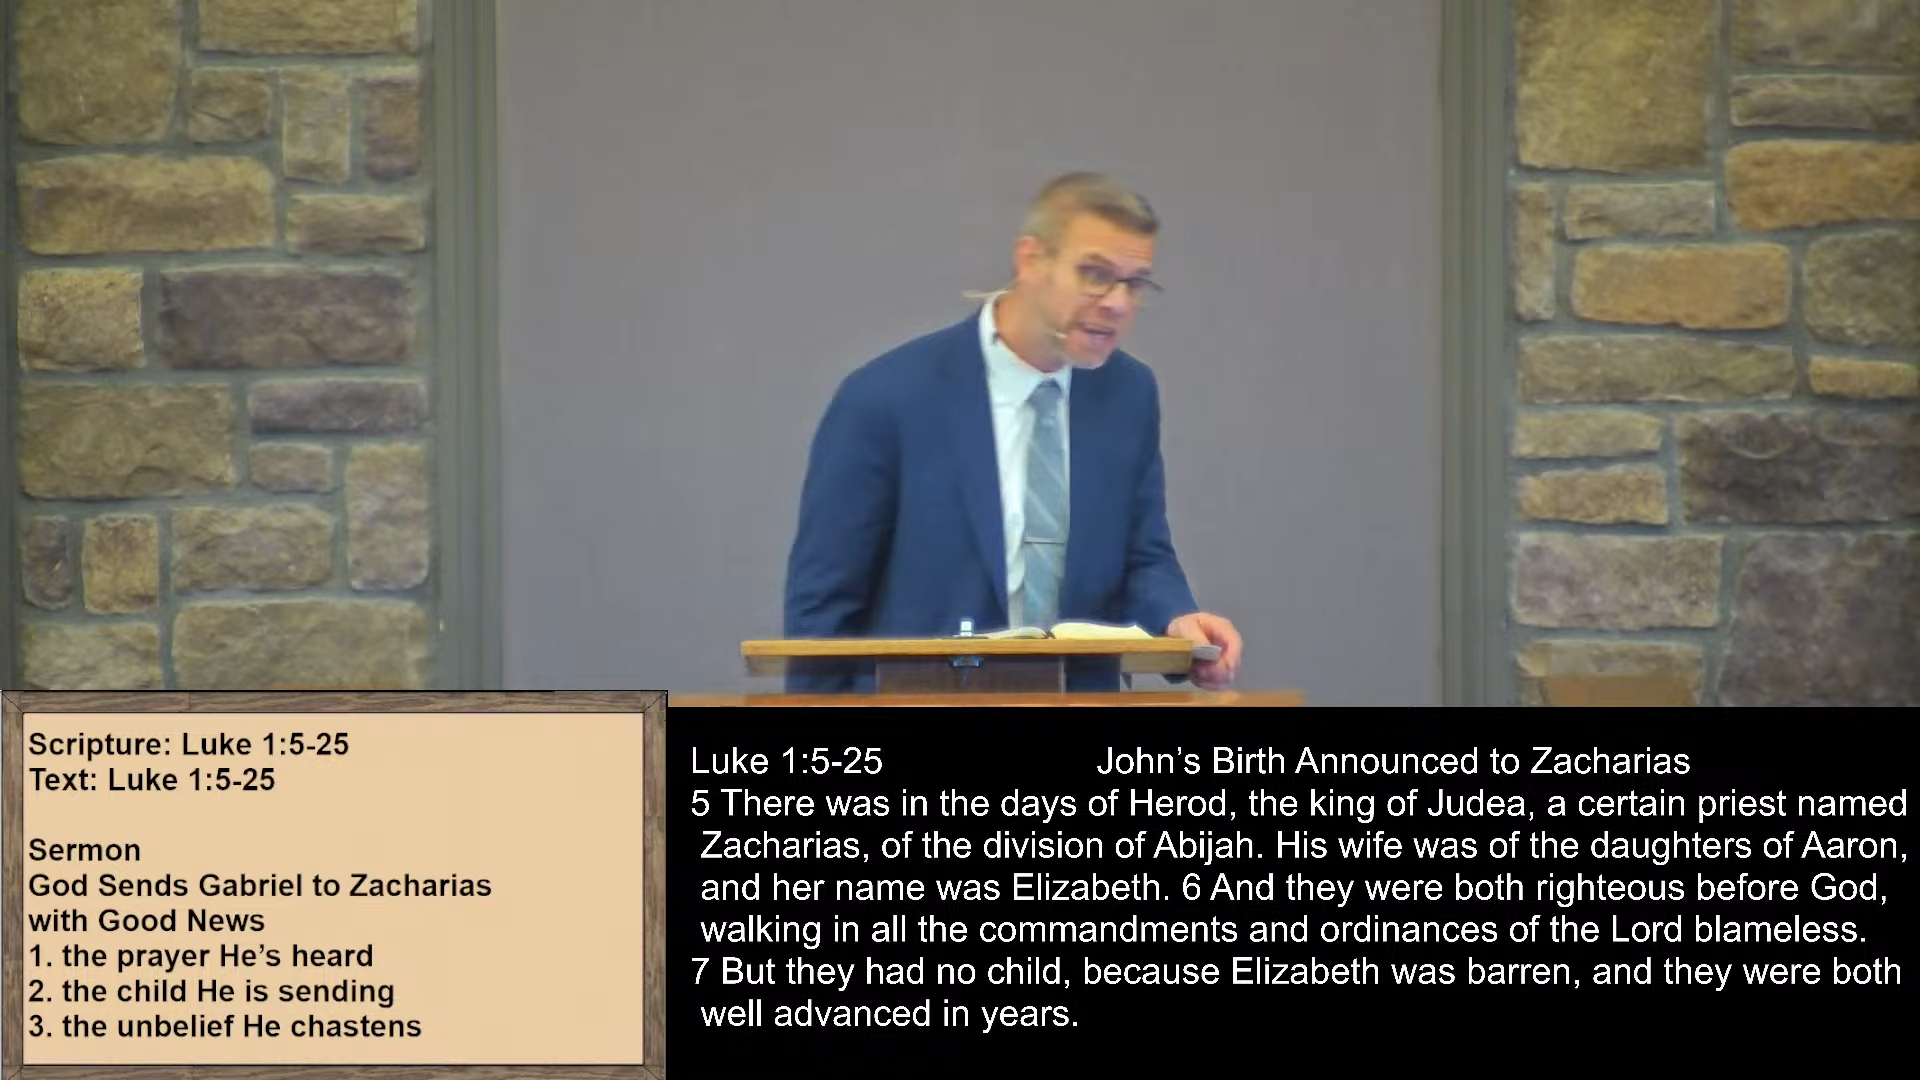 Scripture: Luke 1:5-25
Text: Luke 1:5-25
Sermon
God Sends Gabriel to Zacharias
with Good News
1. the prayer He's heard
2. the child He is sending
3. the unbelief He chastens
Luke 1:5-25 John’s Birth Announced to Zacharias
5 There was in the days of Herod, the king of Judea, a certain priest named
Zacharias, of the division of Abijah. His wife was of the daughters of Aaron,
and her name was Elizabeth. 6 And they were both righteous before God,
walking in all the commandments and ordinances of the Lord blameless.
7 But they had no child, because Elizabeth was barren, and they were both
well advanced in years.